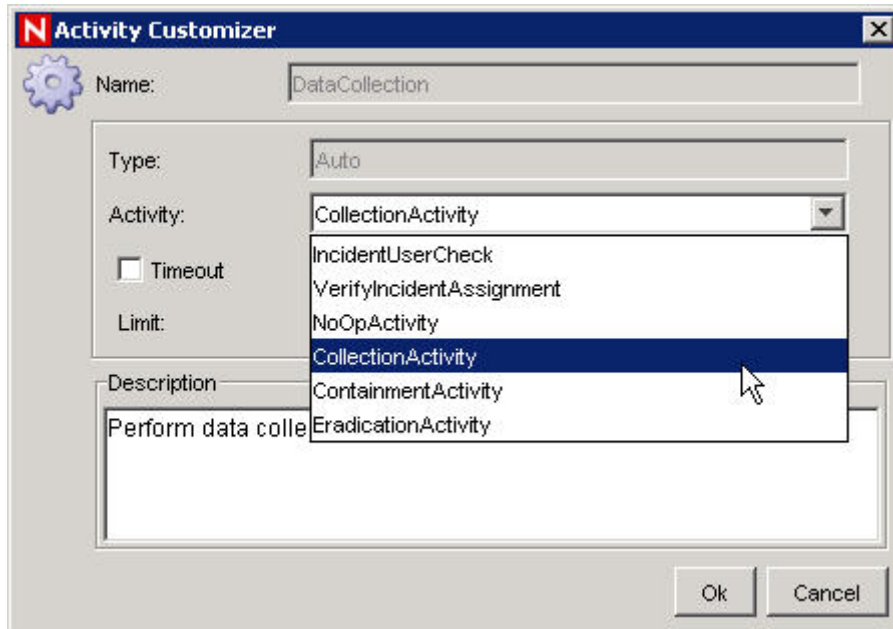 N Activity Customizer
Name: DataCollection
Type: Auto
Activity: CollectionActivity
IncidentUserCheck
VerifyIncidentAssignment
Timeout
NoOpActivity
Limit:
CollectionActivity
Description
ContainmentActivity
Perform data colle
EradicationActivity
Ok Cancel